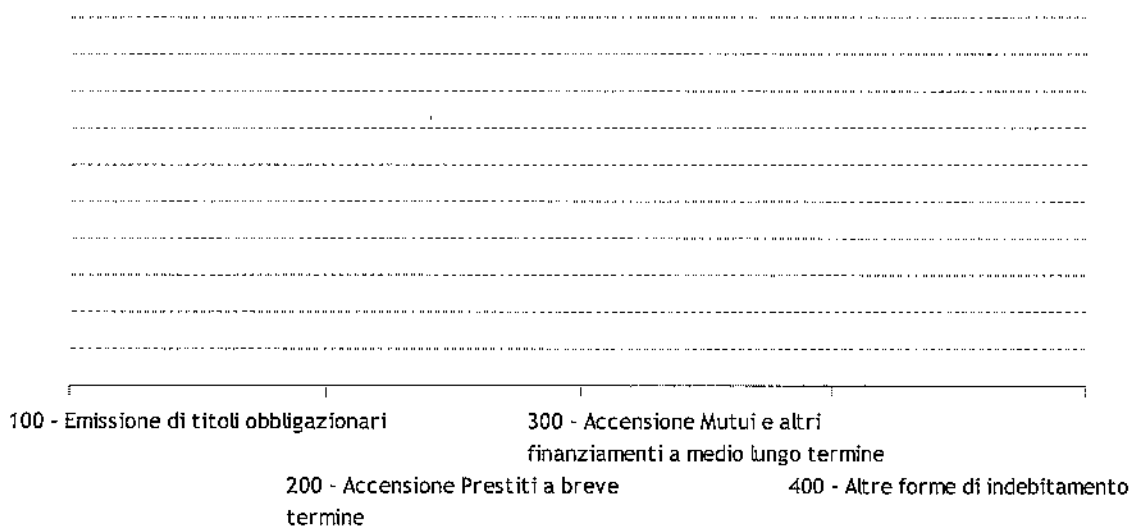 100 - Emissione di titoli obbligazionari
300 - Accensione Mutui e altri
finanziamenti a medio lungo termine
200 - Accensione Prestiti a breve
termine
400 - Altre forme di indebitamento